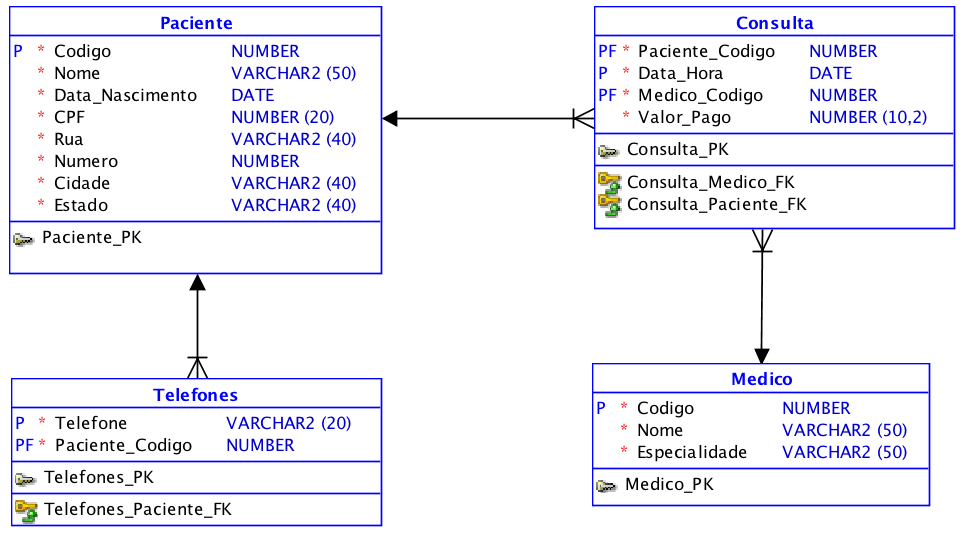 Paciente
P * Codigo NUMBER
* Nome VARCHAR2 (50)
* Data_Nascimento DATE
* CPF NUMBER (20)
* Rua VARCHAR2 (40)
* Numero NUMBER
* Cidade VARCHAR2 (40)
* Estado VARCHAR2 (40)
Paciente_PK
Consulta
PF * Paciente_Codigo NUMBER
P * Data_Hora DATE
PF * Medico_Codigo NUMBER
* Valor_Pago NUMBER (10,2)
Consulta_PK
Consulta_Medico_FK
Consulta_Paciente_FK
Telefones
P * Telefone VARCHAR2 (20)
PF * Paciente_Codigo NUMBER
Telefones_PK
Telefones_Paciente_FK
Medico
P * Codigo NUMBER
* Nome VARCHAR2 (50)
* Especialidade VARCHAR2 (50)
Medico_PK